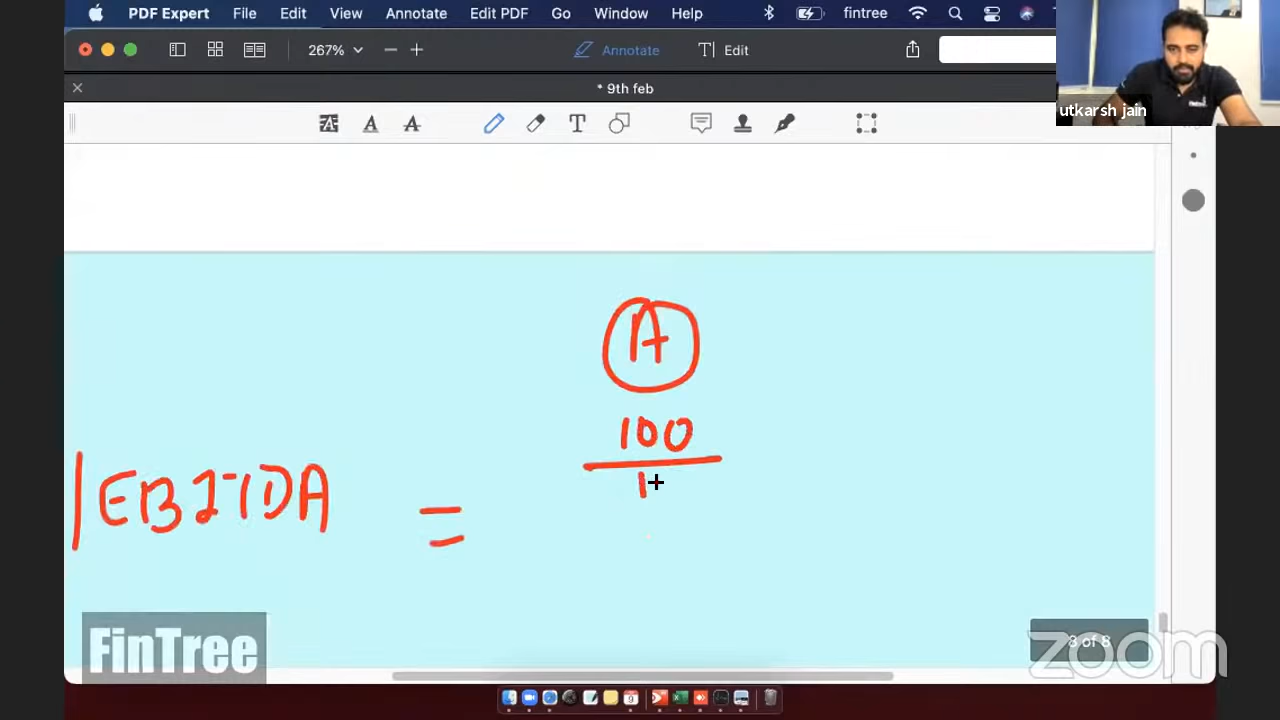 PDF Expert File Edit View Annotate Edit PDF Go Window Help fintree
267% Annotate T| Edit
* 9th feb
utkarsh jain
A
100
1
| EBITDA =
FinTree
8 of 8
zoom